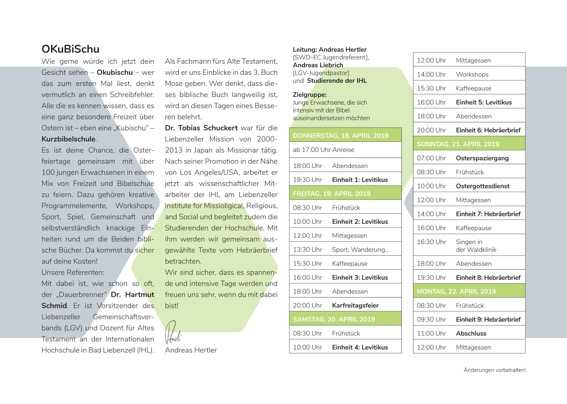 OKuBiSchu
Wie gerne würde ich jetzt dein
Gesicht sehen – Okubischu – wer
das zum ersten Mal liest, denkt
vermutlich an einen Schreibfehler.
Alle die es kennen wissen, dass es
eine ganz besondere Freizeit über
Ostern ist – eben eine „Kubischu" –
Kurzbibelschule.
Es ist deine Chance, die Oster-
feiertage gemeinsam mit über
100 jungen Erwachsenen in einem
Mix von Freizeit und Bibelschule
zu feiern. Dazu gehören kreative
Programmelemente, Workshops,
Sport, Spiel, Gemeinschaft und
selbstverständlich knackige Ein-
heiten rund um die Beiden bibli-
sche Bücher. Da kommst du sicher
auf deine Kosten!
Unsere Referenten:
Mit dabei ist, wie schon so oft,
der „Dauerbrenner" Dr. Hartmut
Schmid. Er ist Vorsitzender des
Liebenzeller Gemeinschaftsver-
bands (LGV) und Dozent für Altes
Testament an der Internationalen
Hochschule in Bad Liebenzell (IHL).
Als Fachmann fürs Alte Testament,
wird er uns Einblicke in das 3. Buch
Mose geben. Wer denkt, dass die-
ses biblische Buch langweilig ist,
wird an diesen Tagen eines Besse-
ren belehrt.
Dr. Tobias Schuckert war für die
Liebenzeller Mission von 2000-
2013 in Japan als Missionar tätig.
Nach seiner Promotion in der Nähe
von Los Angeles/USA, arbeitet er
jetzt als wissenschaftlicher Mit-
arbeiter der IHL am Liebenzeller
Institute for Missioligical, Religious,
and Social und begleitet zudem die
Studierenden der Hochschule. Mit
ihm werden wir gemeinsam aus-
gewählte Texte vom Hebräerbrief
betrachten.
Wir sind sicher, dass es spannen-
de und intensive Tage werden und
freuen uns sehr, wenn du mit dabei
bist!
Andreas Hertler
Leitung: Andreas Hertler
[SWD-EC Jugendreferent],
Andreas Liebrich
[LGV-Jugendpastor]
und Studierende der IHL
Zielgruppe:
Junge Erwachsene, die sich
intensiv mit der Bibel
auseinandersetzen möchten
DONNERSTAG, 18. APRIL 2019
ab 17:00 Uhr Anreise
18:00 Uhr Abendessen
19:30 Uhr Einheit 1: Levitikus
FREITAG, 19. APRIL 2019
08:30 Uhr Frühstück
10:00 Uhr Einheit 2: Levitikus
12:00 Uhr Mittagessen
13:30 Uhr Sport, Wanderung...
15:30 Uhr Kaffeepause
16:00 Uhr Einheit 3: Levitikus
18:00 Uhr Abendessen
20:00 Uhr Karfreitagsfeier
SAMSTAG, 20. APRIL 2019
08:30 Uhr Frühstück
10:00 Uhr Einheit 4: Levitikus
12:00 Uhr Mittagessen
14:00 Uhr Workshops
15:30 Uhr Kaffeepause
16:00 Uhr Einheit 5: Levitikus
18:00 Uhr Abendessen
20:00 Uhr Einheit 6: Hebräerbrief
SONNTAG, 21. APRIL 2019
07:00 Uhr Osterspaziergang
08:30 Uhr Frühstück
10:00 Uhr Ostergottesdienst
12:00 Uhr Mittagessen
14:00 Uhr Einheit 7: Hebräerbrief
16:00 Uhr Kaffeepause
16:30 Uhr Singen in
der Waldklinik
18:00 Uhr Abendessen
19:30 Uhr Einheit 8: Hebräerbrief
MONTAG, 22. APRIL 2019
08:30 Uhr Frühstück
09:30 Uhr Einheit 9: Hebräerbrief
11:00 Uhr Abschluss
12:00 Uhr Mittagessen
Änderungen vorbehalten!